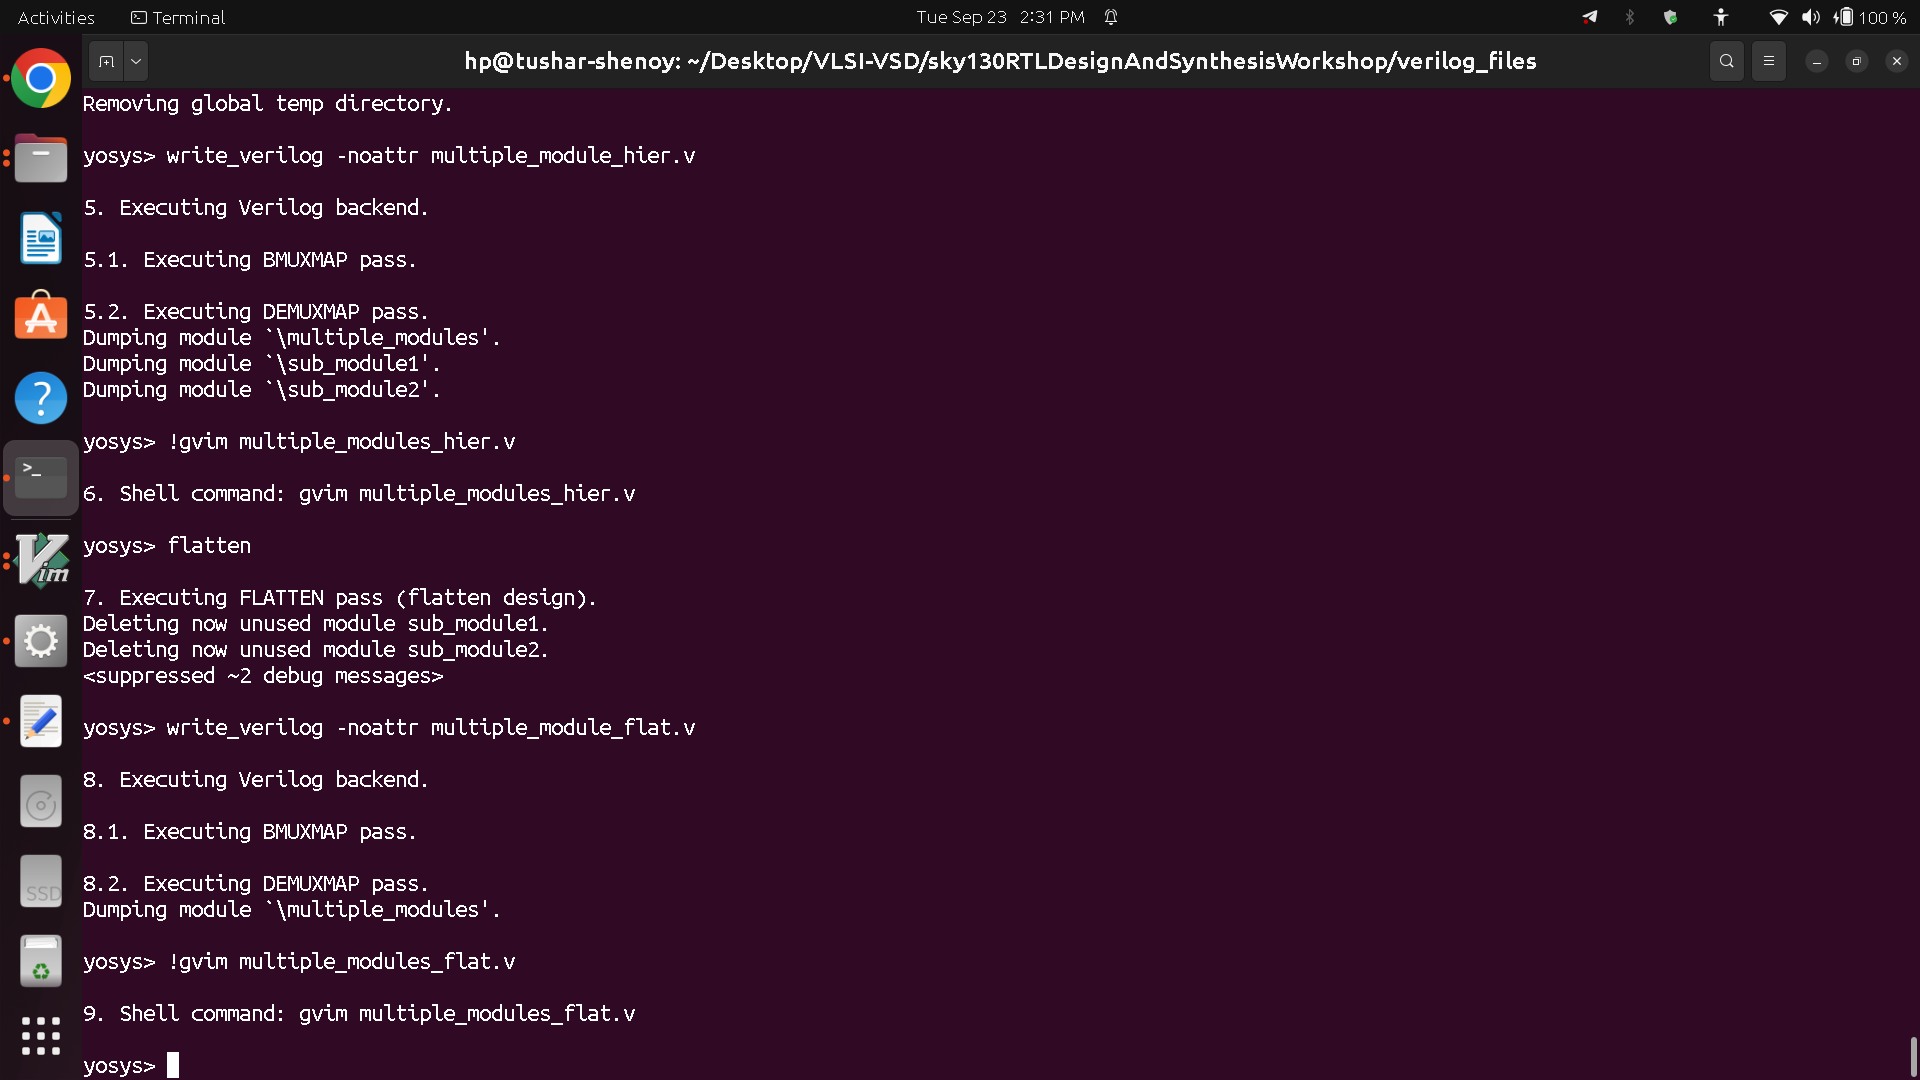 Activities
Terminal
Tue Sep 23 2:31 PM
100 %
hp@tushar-shenoy: ~/Desktop/VLSI-VSD/sky130RTLDesignAndSynthesisWorkshop/verilog_files
Removing global temp directory.
yosys> write_verilog -noattr multiple_module_hier.v
5. Executing Verilog backend.
5.1. Executing BMUXMAP pass.
5.2. Executing DEMUXMAP pass.
Dumping module `\multiple_modules'.
Dumping module `\sub_module1'.
Dumping module `\sub_module2'.
yosys> !gvim multiple_modules_hier.v
6. Shell command: gvim multiple_modules_hier.v
yosys> flatten
7. Executing FLATTEN pass (flatten design).
Deleting now unused module sub_module1.
Deleting now unused module sub_module2.
<suppressed ~2 debug messages>
yosys> write_verilog -noattr multiple_module_flat.v
8. Executing Verilog backend.
8.1. Executing BMUXMAP pass.
8.2. Executing DEMUXMAP pass.
Dumping module `\multiple_modules'.
yosys> !gvim multiple_modules_flat.v
9. Shell command: gvim multiple_modules_flat.v
yosys>
A
?
>_
Vim
SSD